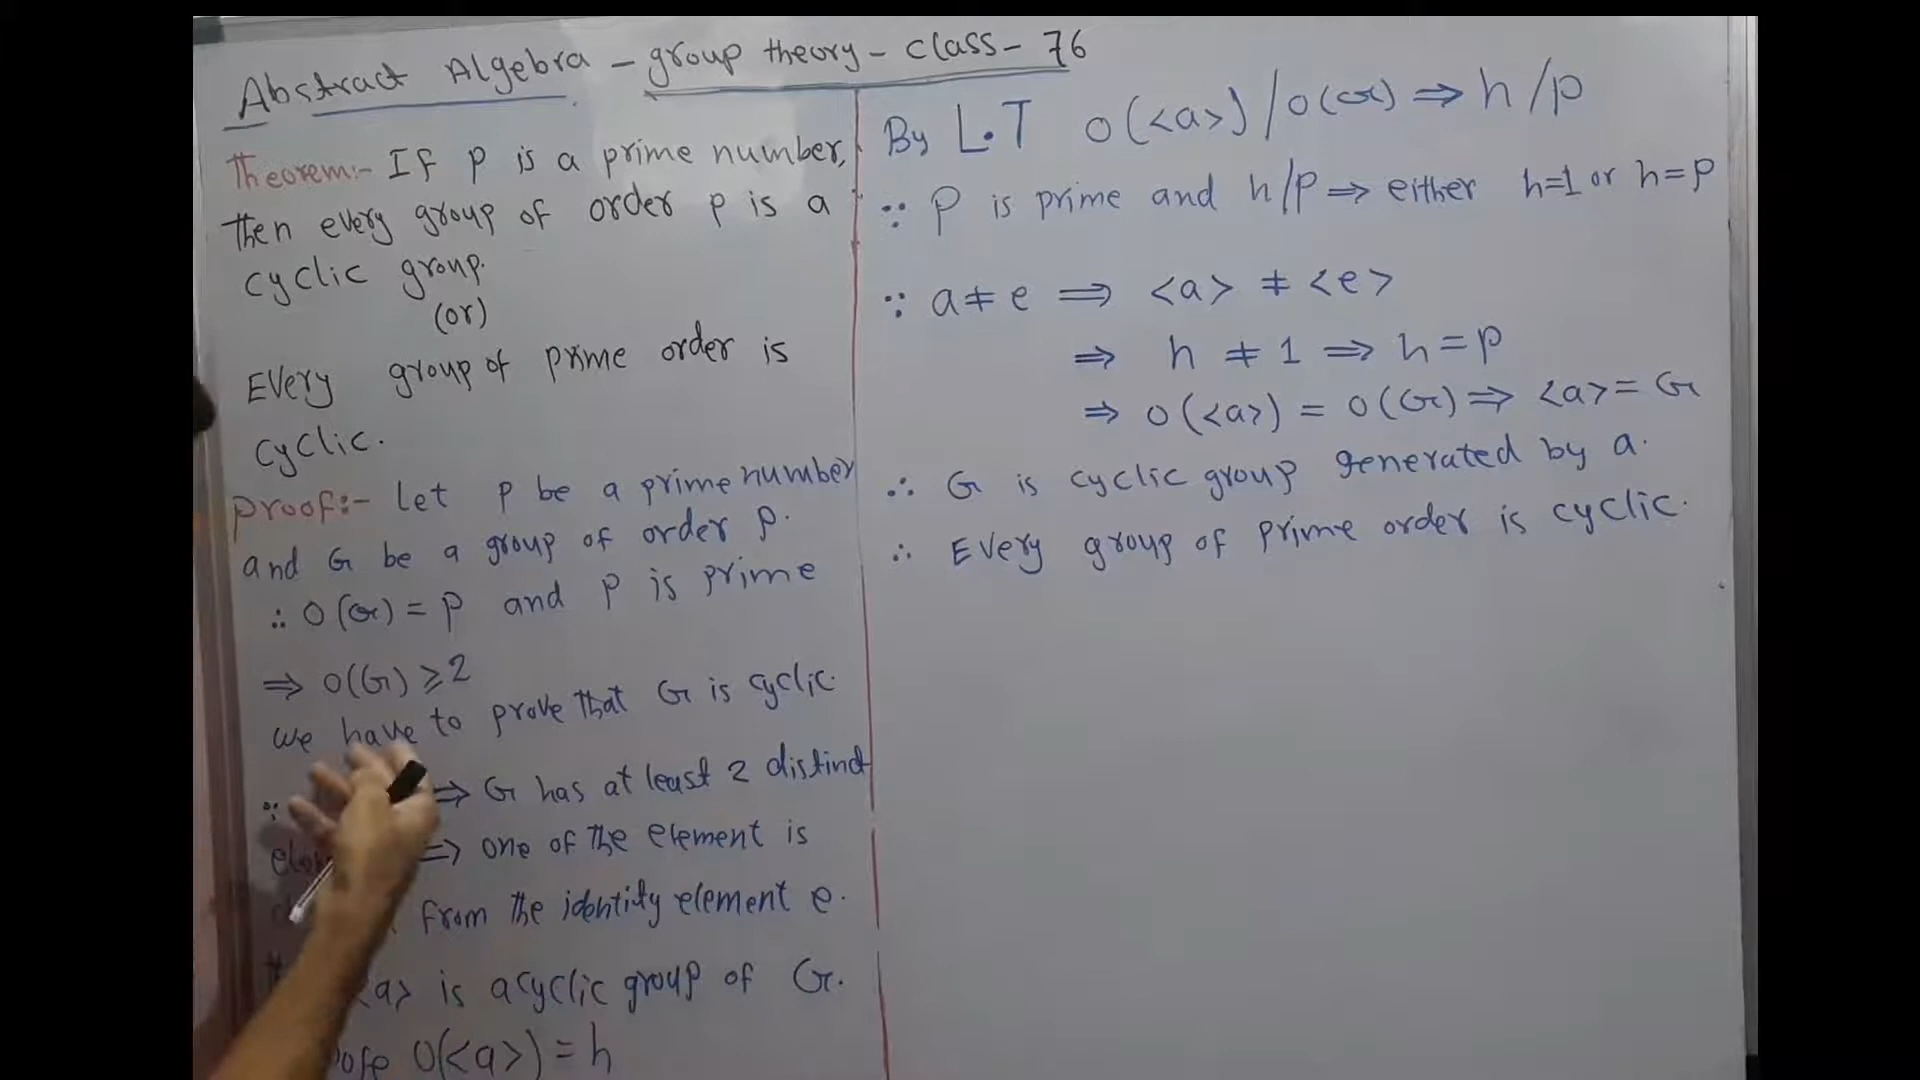 Abstract Algebra - group theory - class - 76
Theorem:- If p is a prime number,
then every group of order p is a
cyclic group.
(or)
Every group of prime order is
cyclic.
Proof:- Let p be a prime number
and G be a group of order p.
∴ O(G) = p and p is prime
⇒ O(G) ≥ 2
we have to prove that G is cyclic.
∵ ⇒ G has at least 2 distinct
⇒ one of the element is
from the identity element e.
<a> is a cyclic group of G.
O(<a>) = h
By L.T O(<a>) / O(G) ⇒ h/p
∵ P is prime and h/p ⇒ either h=1 or h=p
∵ a ≠ e ⇒ <a> ≠ <e>
⇒ h ≠ 1 ⇒ h = p
⇒ O(<a>) = O(G) ⇒ <a> = G
∴ G is cyclic group generated by a.
∴ Every group of prime order is cyclic.